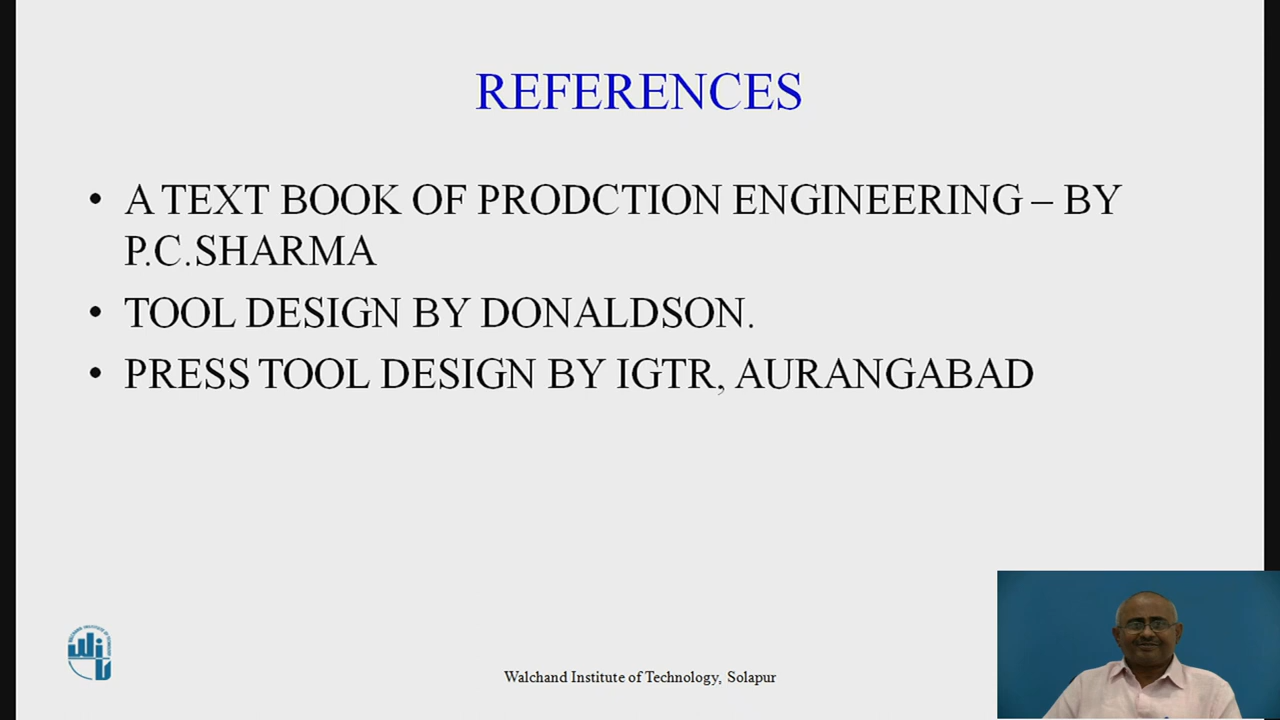 REFERENCES
• A TEXT BOOK OF PRODCTION ENGINEERING – BY
P.C.SHARMA
• TOOL DESIGN BY DONALDSON.
• PRESS TOOL DESIGN BY IGTR, AURANGABAD
Walchand Institute of Technology, Solapur